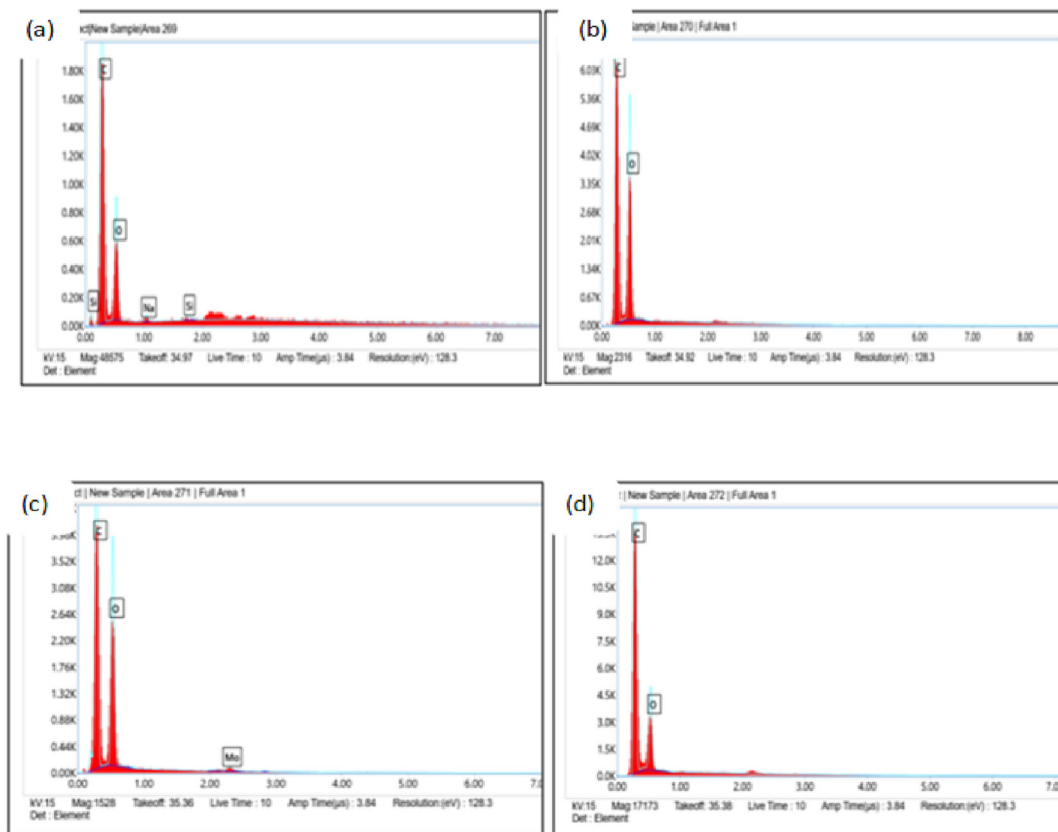 (a)
ct|New Sample|Area 269
1.80K
1.60K
1.40K
1.20K
1.00K
0.80K
0.60K
0.40K
0.20K
0.00K
C
O
Si
Na
Si
0.00 1.00 2.00 3.00 4.00 5.00 6.00 7.00
kV:15 Mag:48575 Takeoff: 34.97 Live Time : 10 Amp Time(µs) : 3.84 Resolution:(eV) : 128.3
Det : Element
(b)
ample | Area 270 | Full Area 1
6.03K
5.36K
4.69K
4.02K
3.35K
2.68K
2.01K
1.34K
0.67K
0.00K
C
O
0.00 1.00 2.00 3.00 4.00 5.00 6.00 7.00 8.00
kV:15 Mag:2316 Takeoff: 34.92 Live Time : 10 Amp Time(µs) : 3.84 Resolution:(eV) : 128.3
Det : Element
(c)
ct | New Sample | Area 271 | Full Area 1
3.96K
3.52K
3.08K
2.64K
2.20K
1.76K
1.32K
0.88K
0.44K
0.00K
C
O
Mo
0.00 1.00 2.00 3.00 4.00 5.00 6.00 7.0
kV:15 Mag:1528 Takeoff: 35.36 Live Time : 10 Amp Time(µs) : 3.84 Resolution:(eV) : 128.3
Det : Element
(d)
t | New Sample | Area 272 | Full Area 1
12.0K
10.5K
9.0K
7.5K
6.0K
4.5K
3.0K
1.5K
0.0K
C
O
0.00 1.00 2.00 3.00 4.00 5.00 6.00 7.0
kV:15 Mag:17173 Takeoff: 35.38 Live Time : 10 Amp Time(µs) : 3.84 Resolution:(eV) : 128.3
Det : Element